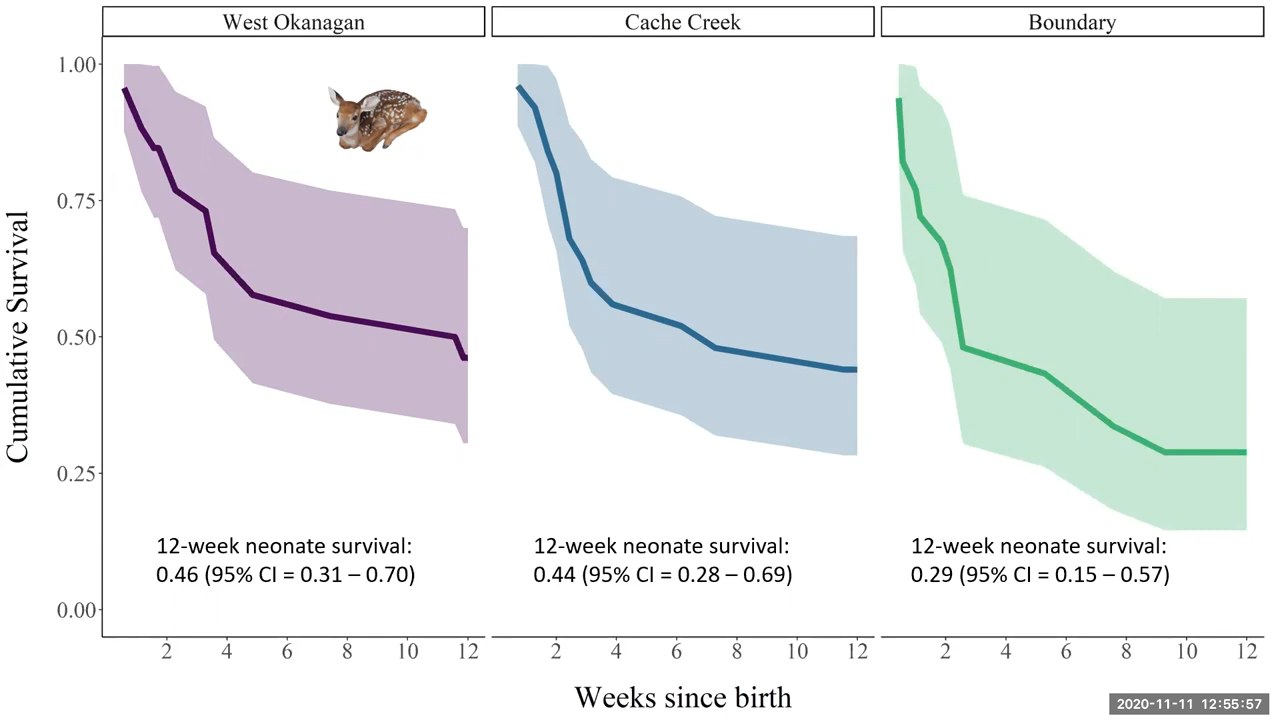 West Okanagan
Cache Creek
Boundary
Cumulative Survival
1.00
0.75
0.50
0.25
0.00
12-week neonate survival:
0.46 (95% CI = 0.31 – 0.70)
12-week neonate survival:
0.44 (95% CI = 0.28 – 0.69)
12-week neonate survival:
0.29 (95% CI = 0.15 – 0.57)
2 4 6 8 10 12
2 4 6 8 10 12
2 4 6 8 10 12
Weeks since birth
2020-11-11 12:55:57